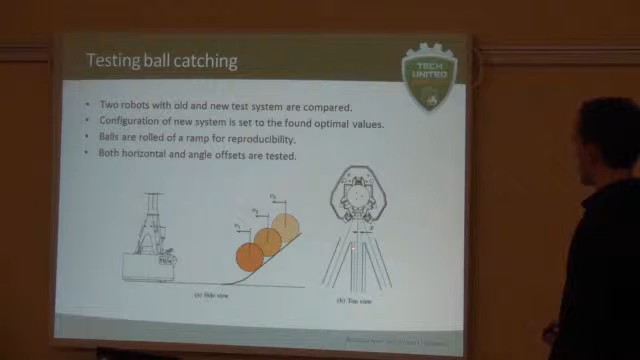 Testing ball catching
TECH
UNITED
• Two robots with old and new test system are compared.
• Configuration of new system is set to the found optimal values.
• Balls are rolled of a ramp for reproducibility.
• Both horizontal and angle offsets are tested.
(a) Side view
(b) Top view